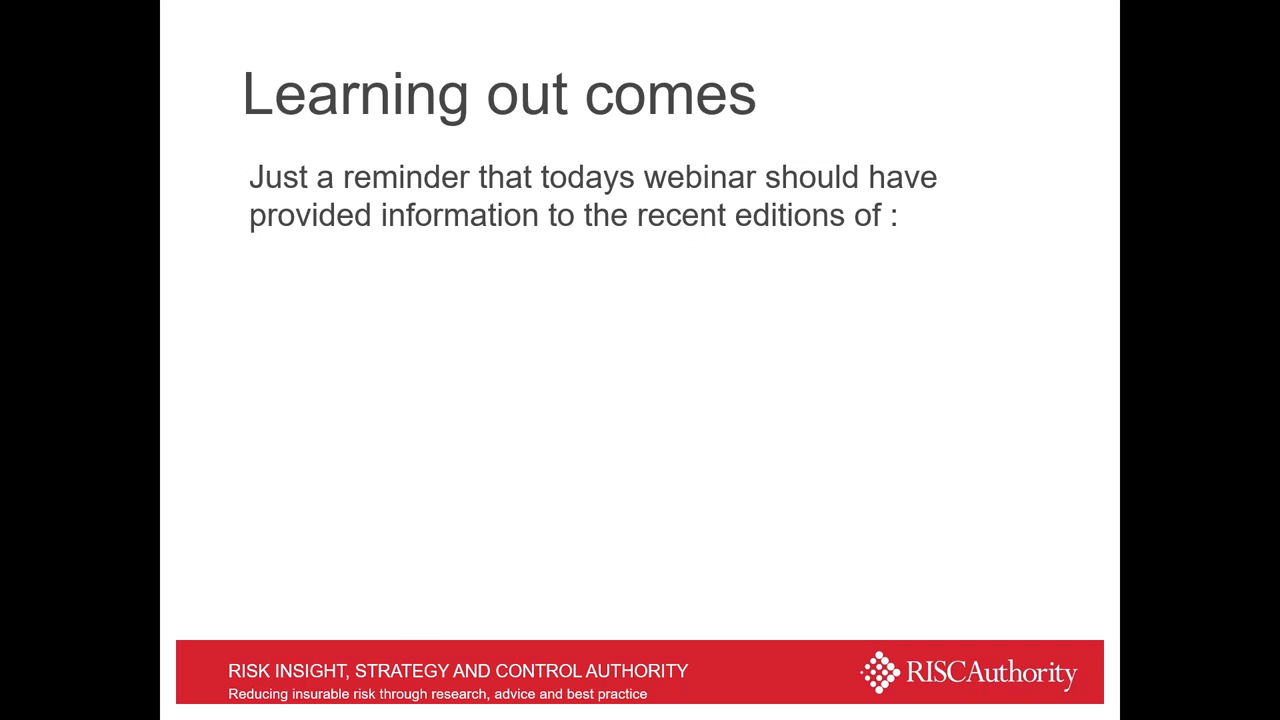 Learning out comes
Just a reminder that todays webinar should have
provided information to the recent editions of :
RISK INSIGHT, STRATEGY AND CONTROL AUTHORITY
Reducing insurable risk through research, advice and best practice
RISCAuthority